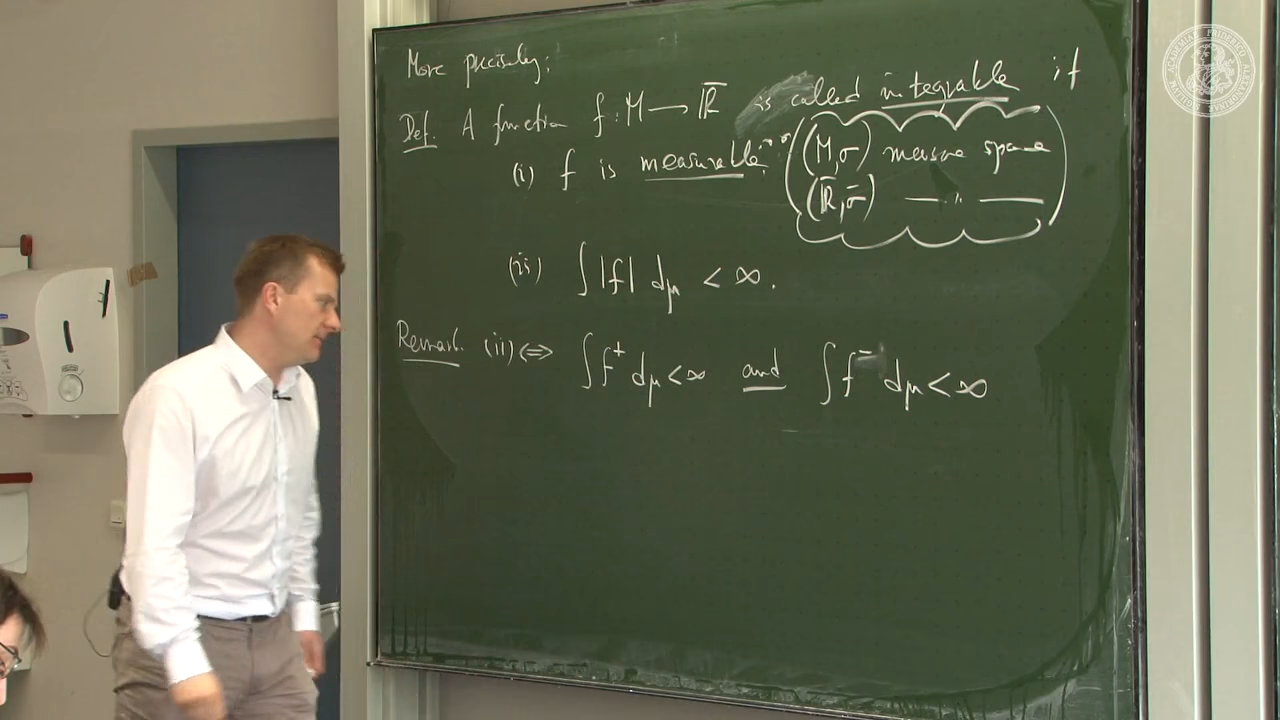 More precisely:
Def. A function f : M ⟶ ℝ̅ is called integrable if
(i) f is measurable: (M,σ) measure space
(ℝ̅,σ̅) —— " ——
(ii) ∫|f| dμ < ∞.
Remark. (ii) ⟺ ∫f⁺ dμ < ∞ and ∫f⁻ dμ < ∞